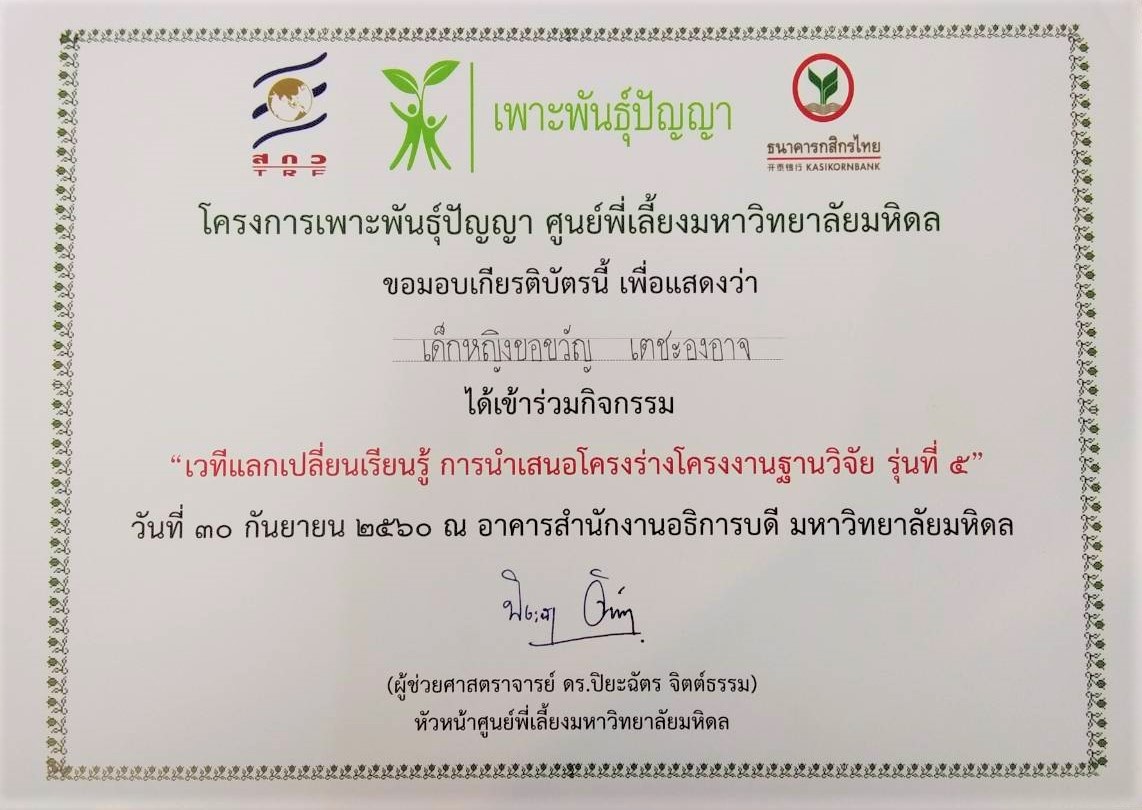 สกว
TRF
เพาะพันธุ์ปัญญา
ธนาคารกสิกรไทย
开泰银行 KASIKORNBANK
โครงการเพาะพันธุ์ปัญญา ศูนย์พี่เลี้ยงมหาวิทยาลัยมหิดล
ขอมอบเกียรติบัตรนี้ เพื่อแสดงว่า
เด็กหญิงขอขวัญ เตชะองอาจ
ได้เข้าร่วมกิจกรรม
“เวทีแลกเปลี่ยนเรียนรู้ การนำเสนอโครงร่างโครงงานฐานวิจัย รุ่นที่ ๕”
วันที่ ๓๐ กันยายน ๒๕๖๐ ณ อาคารสำนักงานอธิการบดี มหาวิทยาลัยมหิดล
(ผู้ช่วยศาสตราจารย์ ดร.ปิยะฉัตร จิตต์ธรรม)
หัวหน้าศูนย์พี่เลี้ยงมหาวิทยาลัยมหิดล